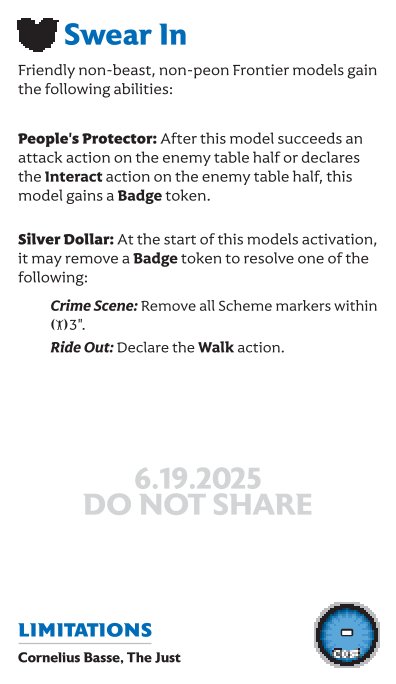 Swear In
Friendly non-beast, non-peon Frontier models gain
the following abilities:
People's Protector: After this model succeeds an
attack action on the enemy table half or declares
the Interact action on the enemy table half, this
model gains a Badge token.
Silver Dollar: At the start of this models activation,
it may remove a Badge token to resolve one of the
following:
Crime Scene: Remove all Scheme markers within
3".
Ride Out: Declare the Walk action.
6.19.2025
DO NOT SHARE
LIMITATIONS
Cornelius Basse, The Just